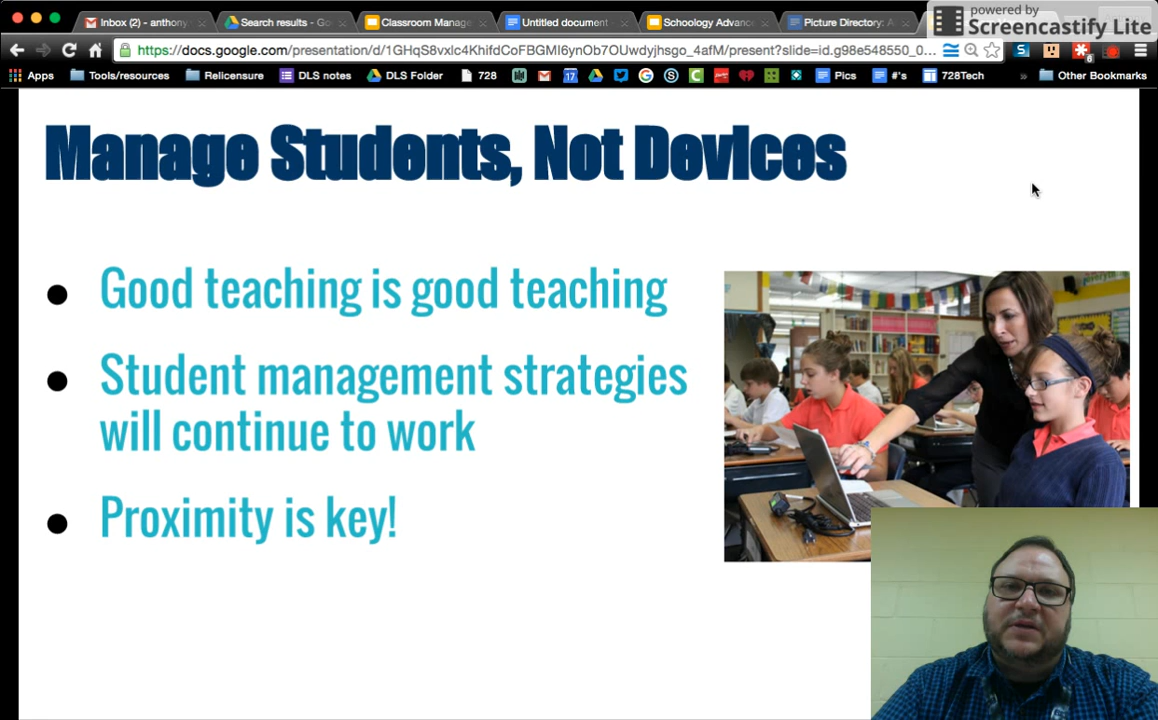 Inbox (2) - anthony
Search results - Go
Classroom Manage
Untitled document
Schoology Advance
Picture Directory: A
powered by
Screencastify Lite
https://docs.google.com/presentation/d/1GHqS8vxlc4KhifdCoFBGMI6ynOb7OUwdyjhsgo_4afM/present?slide=id.g98e548550_0...
S
6
Apps
Tools/resources
Relicensure
DLS notes
DLS Folder
728
17
Pics
#'s
728Tech
»
Other Bookmarks
Manage Students, Not Devices
● Good teaching is good teaching
● Student management strategies
will continue to work
● Proximity is key!